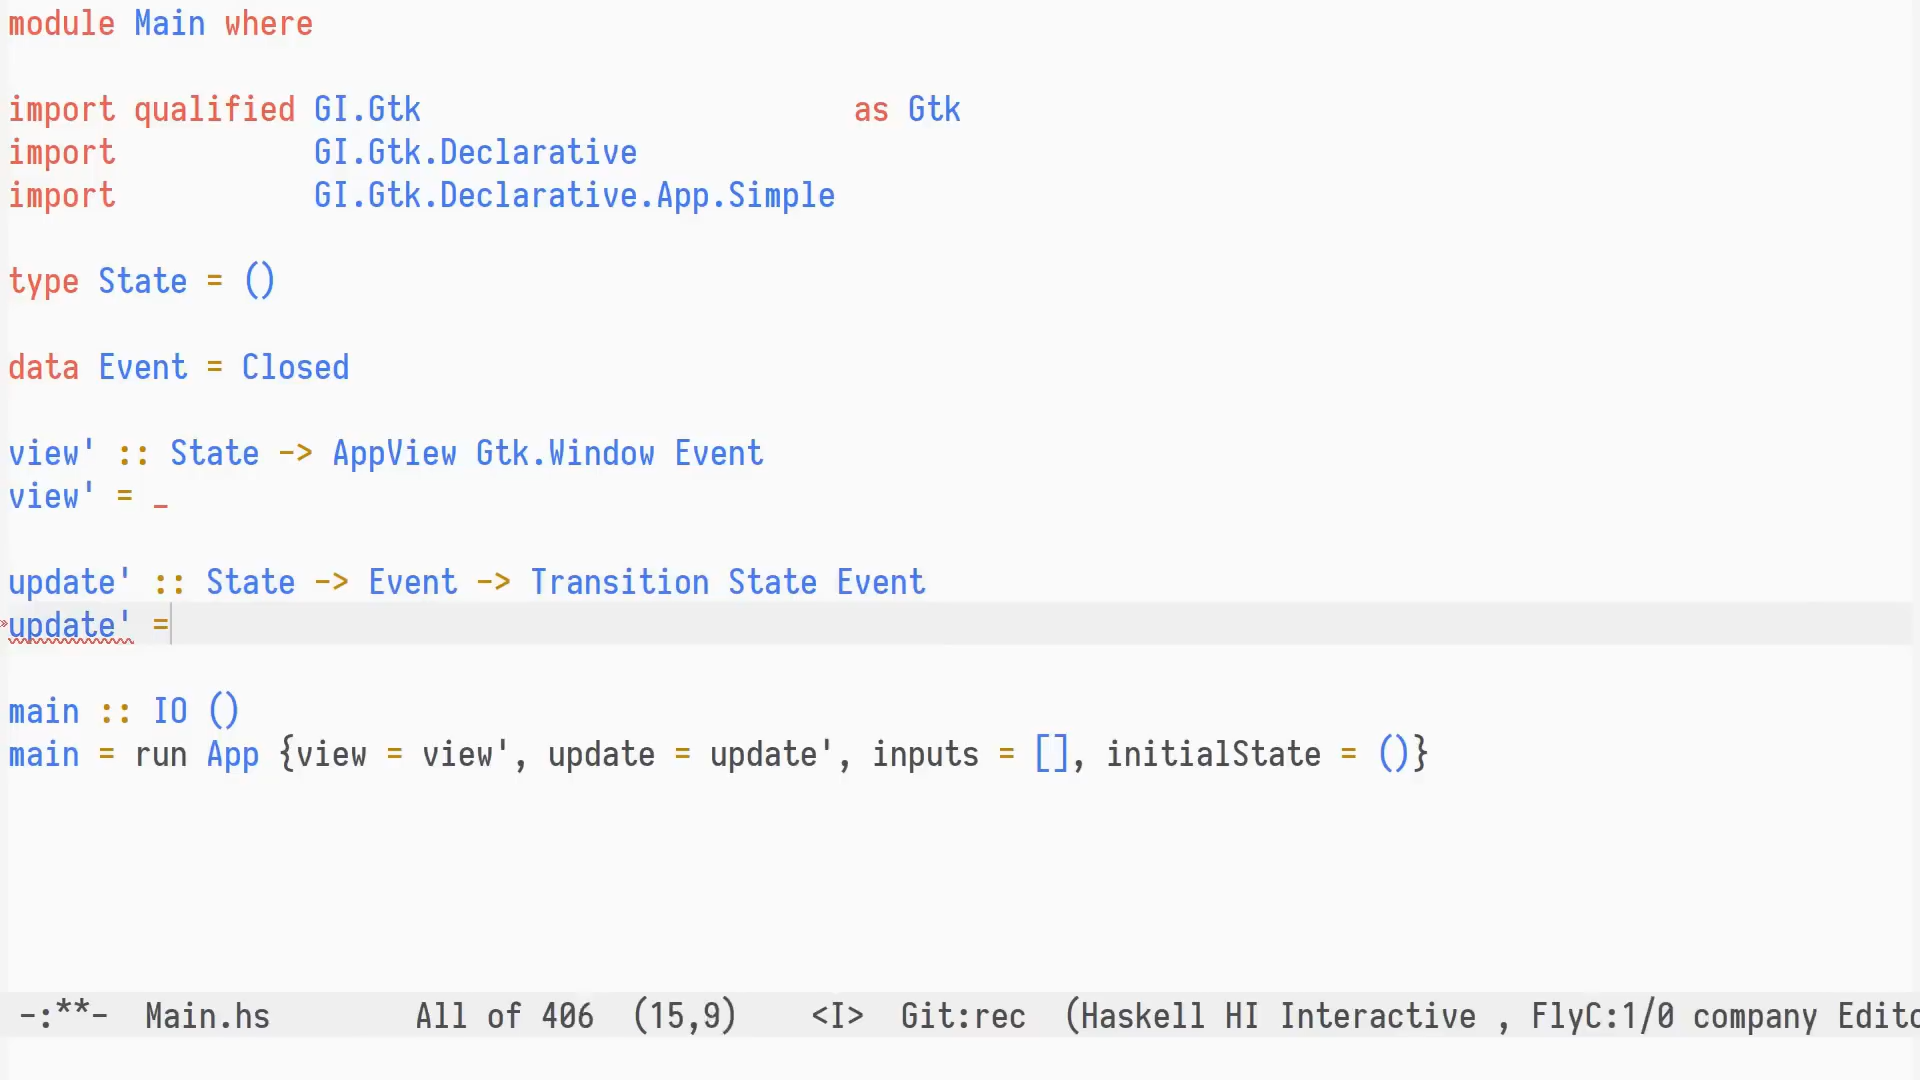 module Main where
import qualified GI.Gtk as Gtk
import GI.Gtk.Declarative
import GI.Gtk.Declarative.App.Simple
type State = ()
data Event = Closed
view' :: State -> AppView Gtk.Window Event
view' = _
update' :: State -> Event -> Transition State Event
update' =
main :: IO ()
main = run App {view = view', update = update', inputs = [], initialState = ()}
-:**- Main.hs All of 406 (15,9) <I> Git:rec (Haskell HI Interactive , FlyC:1/0 company Edito